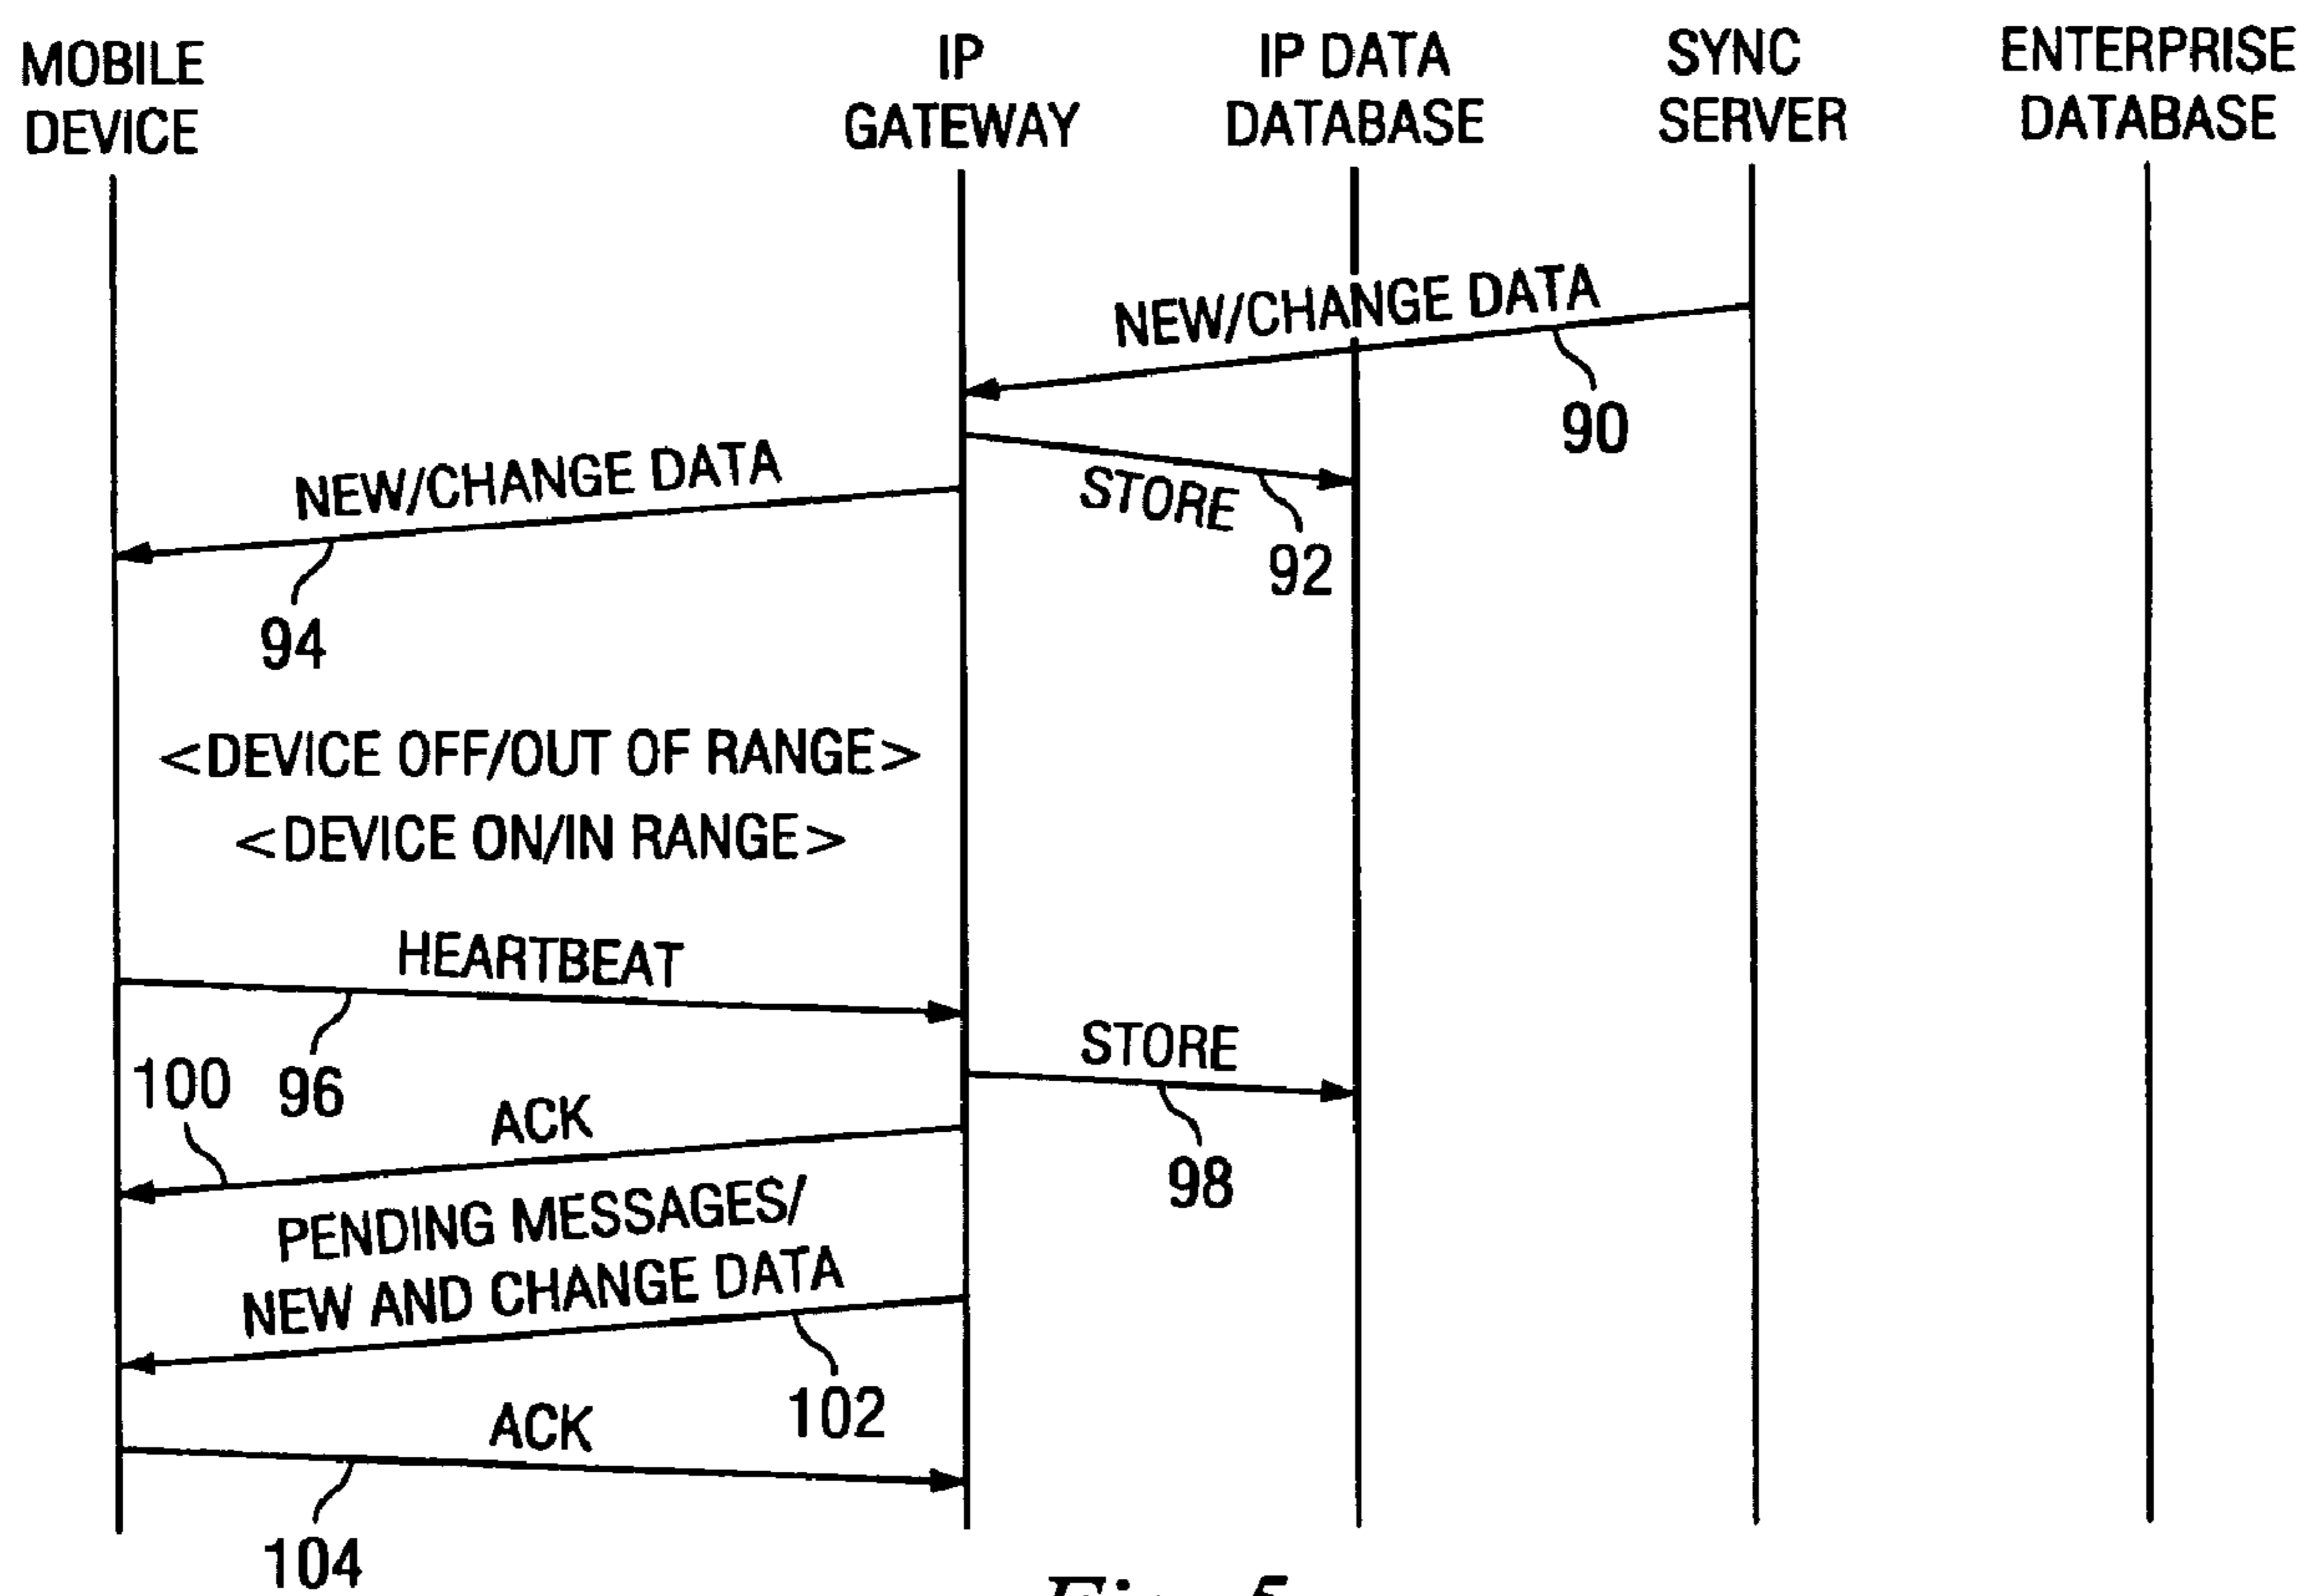 MOBILE
DEVICE
IP
GATEWAY
IP DATA
DATABASE
SYNC
SERVER
ENTERPRISE
DATABASE
NEW/CHANGE DATA
90
STORE
92
NEW/CHANGE DATA
94
<DEVICE OFF/OUT OF RANGE>
<DEVICE ON/IN RANGE>
HEARTBEAT
96
STORE
98
100
ACK
PENDING MESSAGES/
NEW AND CHANGE DATA
102
ACK
104